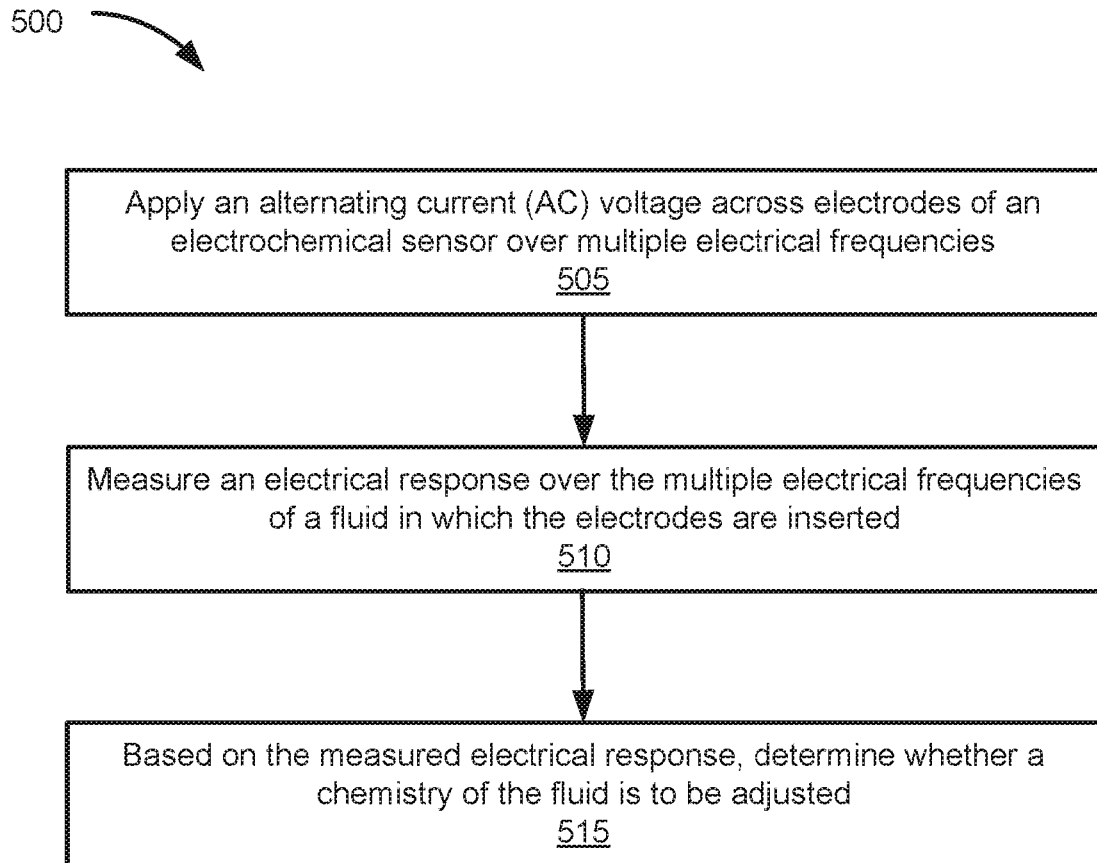 500
Apply an alternating current (AC) voltage across electrodes of an
electrochemical sensor over multiple electrical frequencies
505
Measure an electrical response over the multiple electrical frequencies
of a fluid in which the electrodes are inserted
510
Based on the measured electrical response, determine whether a
chemistry of the fluid is to be adjusted
515